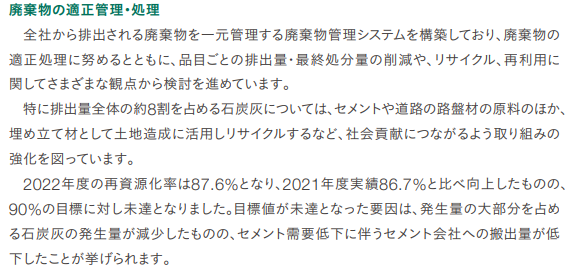 廃棄物の適正管理・処理
全社から排出される廃棄物を一元管理する廃棄物管理システムを構築しており、廃棄物の
適正処理に努めるとともに、品目ごとの排出量・最終処分量の削減や、リサイクル、再利用に
関してさまざまな観点から検討を進めています。
特に排出量全体の約8割を占める石炭灰については、セメントや道路の路盤材の原料のほか、
埋め立て材として土地造成に活用しリサイクルするなど、社会貢献につながるよう取り組みの
強化を図っています。
2022年度の再資源化率は87.6%となり、2021年度実績86.7%と比べ向上したものの、
90%の目標に対し未達となりました。目標値が未達となった要因は、発生量の大部分を占め
る石炭灰の発生量が減少したものの、セメント需要低下に伴うセメント会社への搬出量が低
下したことが挙げられます。